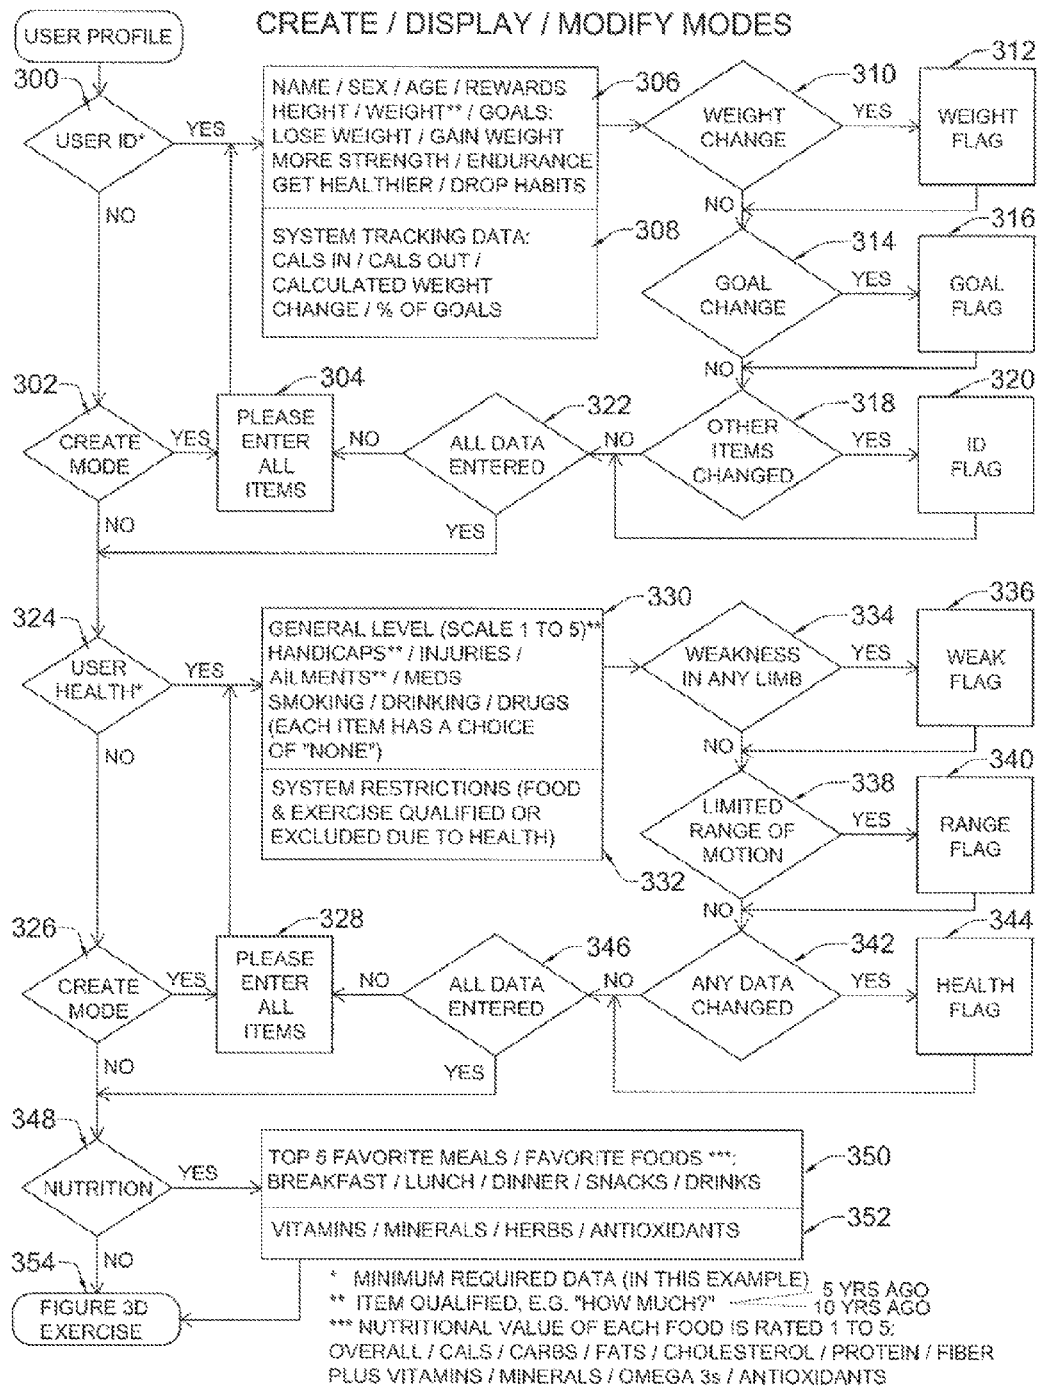 CREATE / DISPLAY / MODIFY MODES
USER PROFILE
300
USER ID*
YES
NO
NAME / SEX / AGE / REWARDS
HEIGHT / WEIGHT** / GOALS:
LOSE WEIGHT / GAIN WEIGHT
MORE STRENGTH / ENDURANCE
GET HEALTHIER / DROP HABITS
306
SYSTEM TRACKING DATA:
CALS IN / CALS OUT /
CALCULATED WEIGHT
CHANGE / % OF GOALS
308
310
WEIGHT
CHANGE
YES
NO
312
WEIGHT
FLAG
314
GOAL
CHANGE
YES
NO
316
GOAL
FLAG
302
CREATE
MODE
YES
NO
304
PLEASE
ENTER
ALL
ITEMS
NO
322
ALL DATA
ENTERED
YES
NO
318
OTHER
ITEMS
CHANGED
YES
320
ID
FLAG
324
USER
HEALTH*
YES
NO
330
GENERAL LEVEL (SCALE 1 TO 5)**
HANDICAPS** / INJURIES /
AILMENTS** / MEDS
SMOKING / DRINKING / DRUGS
(EACH ITEM HAS A CHOICE
OF "NONE")
SYSTEM RESTRICTIONS (FOOD
& EXERCISE QUALIFIED OR
EXCLUDED DUE TO HEALTH)
332
334
WEAKNESS
IN ANY LIMB
YES
NO
336
WEAK
FLAG
338
LIMITED
RANGE OF
MOTION
YES
NO
340
RANGE
FLAG
326
CREATE
MODE
YES
NO
328
PLEASE
ENTER
ALL
ITEMS
NO
346
ALL DATA
ENTERED
YES
NO
342
ANY DATA
CHANGED
YES
344
HEALTH
FLAG
348
NUTRITION
YES
NO
TOP 5 FAVORITE MEALS / FAVORITE FOODS ***:
BREAKFAST / LUNCH / DINNER / SNACKS / DRINKS
350
VITAMINS / MINERALS / HERBS / ANTIOXIDANTS
352
354
FIGURE 3D
EXERCISE
* MINIMUM REQUIRED DATA (IN THIS EXAMPLE)
** ITEM QUALIFIED, E.G. "HOW MUCH?"
5 YRS AGO
10 YRS AGO
*** NUTRITIONAL VALUE OF EACH FOOD IS RATED 1 TO 5:
OVERALL / CALS / CARBS / FATS / CHOLESTEROL / PROTEIN / FIBER
PLUS VITAMINS / MINERALS / OMEGA 3s / ANTIOXIDANTS